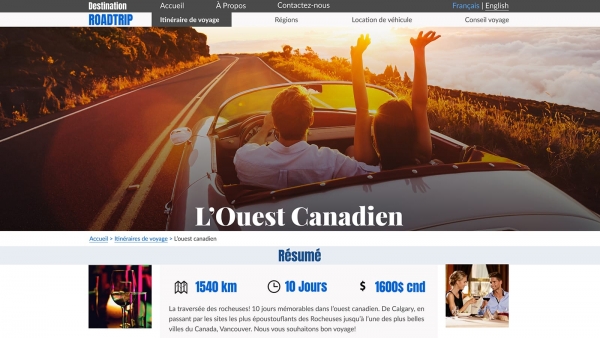 Destination
ROADTRIP
Accueil À Propos Contactez-nous Français | English
Itinéraire de voyage Régions Location de véhicule Conseil voyage
L'Ouest Canadien
Accueil > Itinéraires de voyage > L'ouest canadien
Résumé
1540 km 10 Jours $ 1600$ cnd
La traversée des rocheuses! 10 jours mémorables dans l'ouest canadien. De Calgary, en
passant par les sites les plus époustouflants des Rocheuses jusqu'à l'une des plus belles
villes du Canada, Vancouver. Nous vous souhaitons bon voyage!